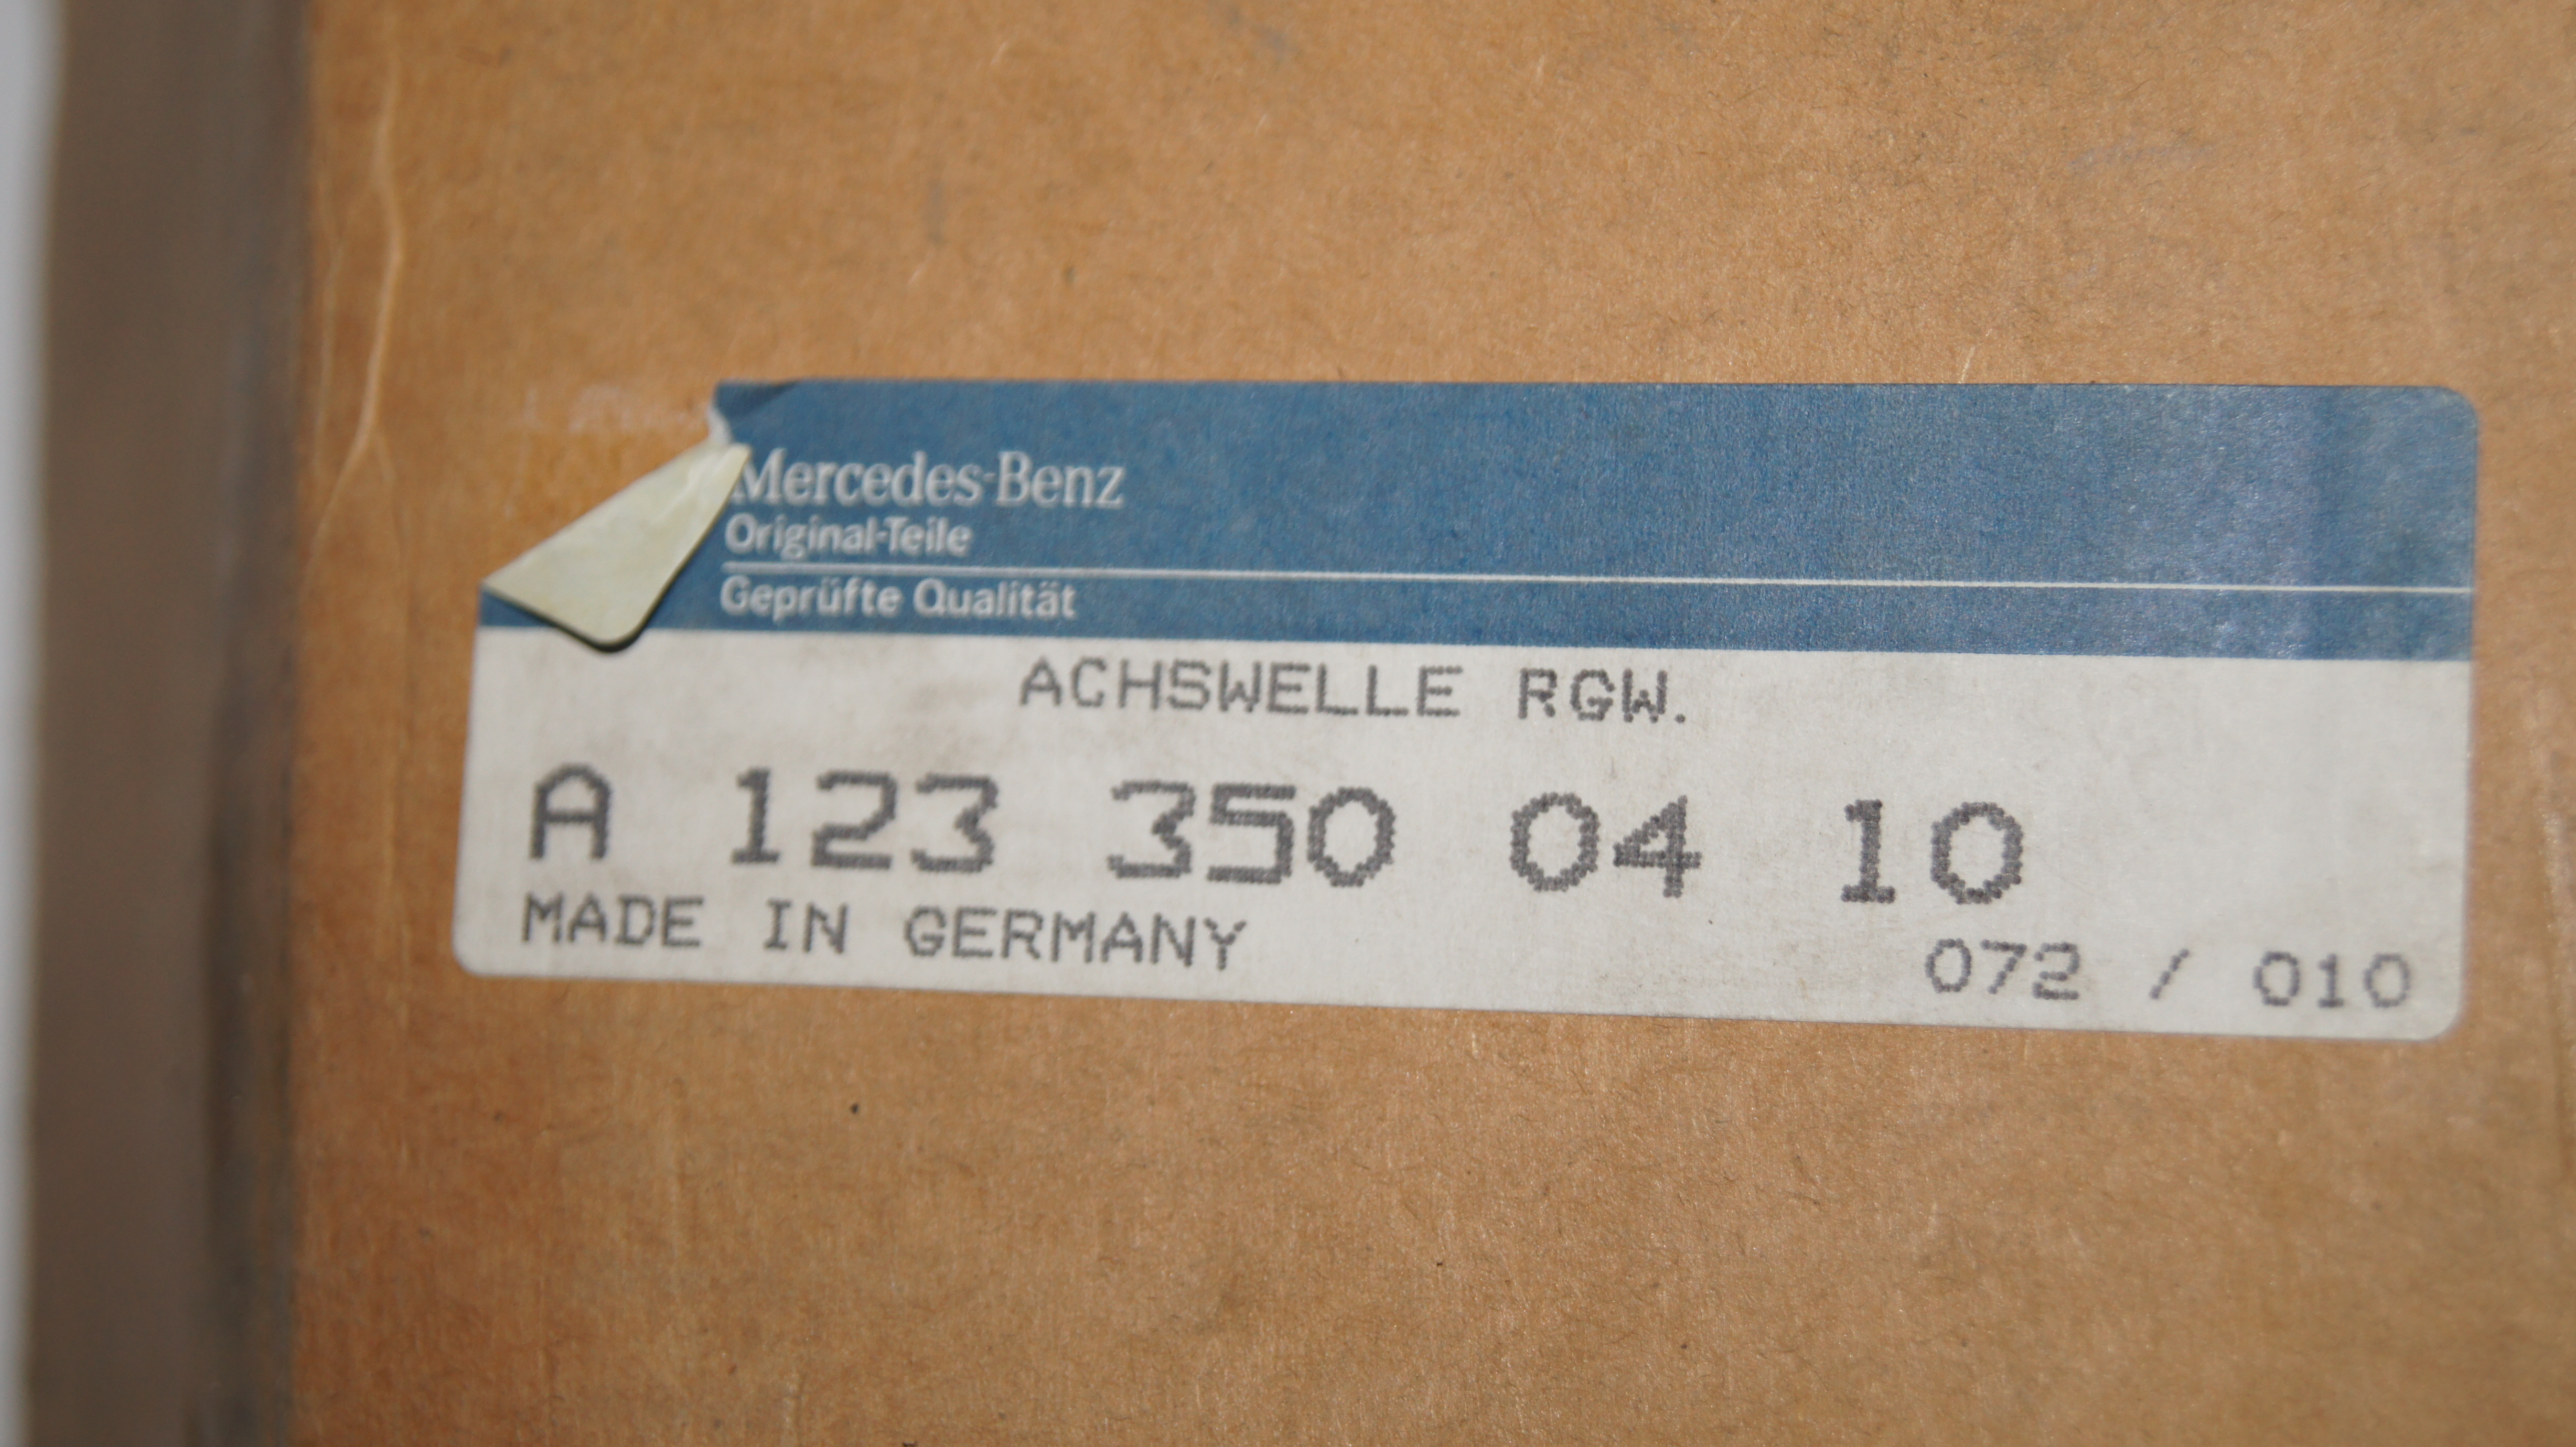 Mercedes-Benz
Original-Teile
Geprüfte Qualität
ACHSWELLE RGW.
A 123 350 04 10
MADE IN GERMANY
072 / 010